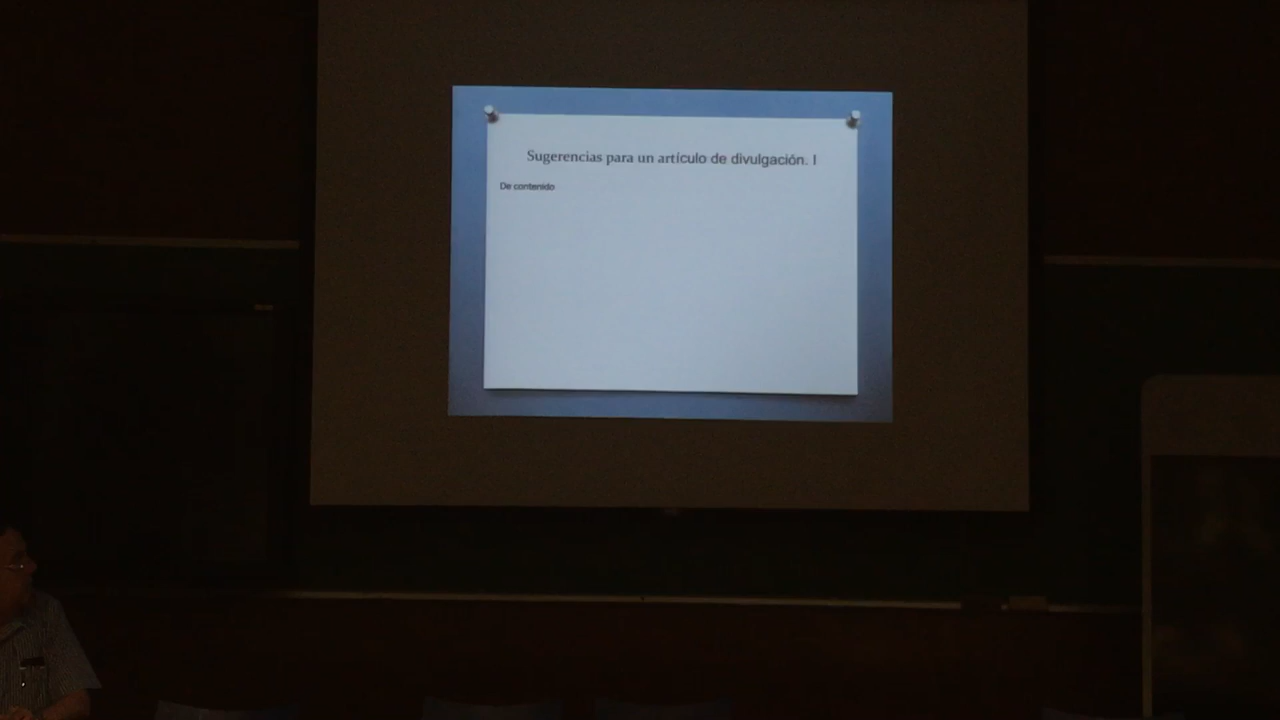 Sugerencias para un artículo de divulgación. I
De contenido